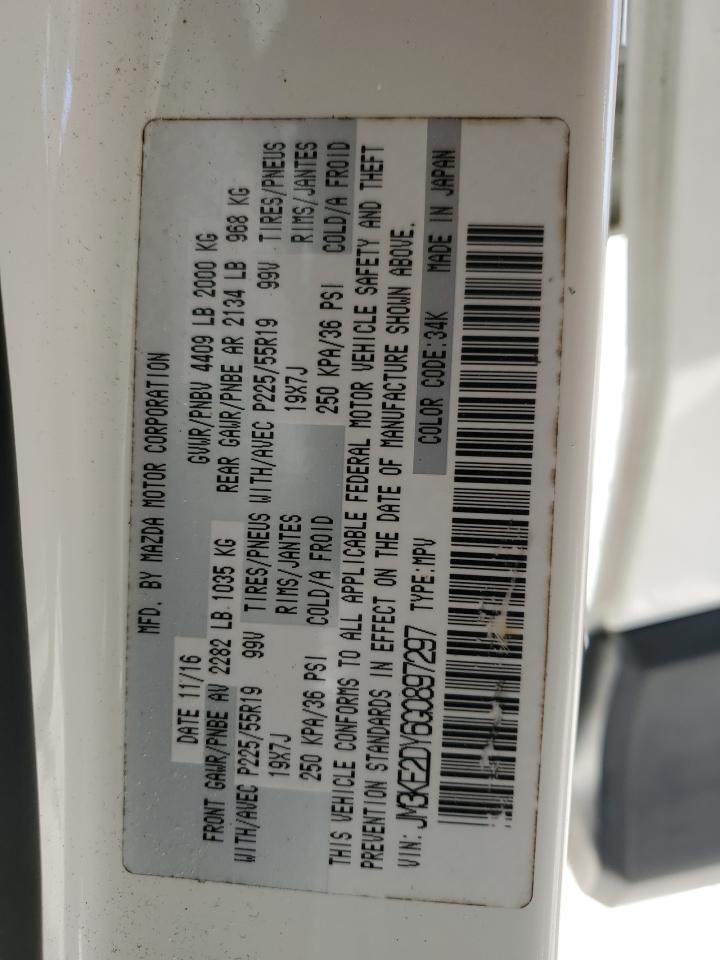 MFD. BY MAZDA MOTOR CORPORATION
DATE 11/16 GVWR/PNBV 4409 LB 2000 KG
FRONT GAWR/PNBE AV 2282 LB 1035 KG REAR GAWR/PNBE AR 2134 LB 968 KG
WITH/AVEC P225/55R19 99V TIRES/PNEUS WITH/AVEC P225/55R19 99V TIRES/PNEUS
19X7J RIMS/JANTES 19X7J RIMS/JANTES
250 KPA/36 PSI COLD/A FROID 250 KPA/36 PSI COLD/A FROID
THIS VEHICLE CONFORMS TO ALL APPLICABLE FEDERAL MOTOR VEHICLE SAFETY AND THEFT
PREVENTION STANDARDS IN EFFECT ON THE DATE OF MANUFACTURE SHOWN ABOVE.
VIN: JM3KE2DY6G0897297 TYPE:MPV COLOR CODE:34K MADE IN JAPAN